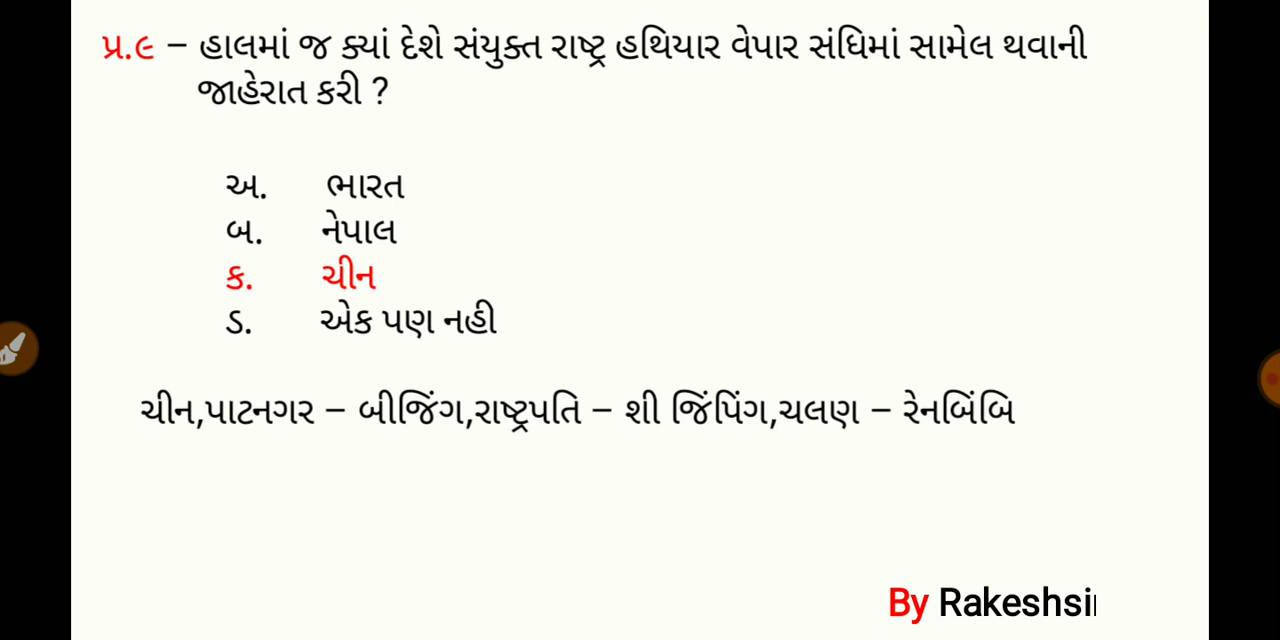 પ્ર.૯ – હાલમાં જ ક્યાં દેશે સંયુક્ત રાષ્ટ્ર હથિયાર વેપાર સંધિમાં સામેલ થવાની
જાહેરાત કરી ?
અ. ભારત
બ. નેપાલ
ક. ચીન
ડ. એક પણ નહી
ચીન,પાટનગર – બીજિંગ,રાષ્ટ્રપતિ – શી જિંપિંગ,ચલણ – રેનબિંબિ
By Rakeshsi